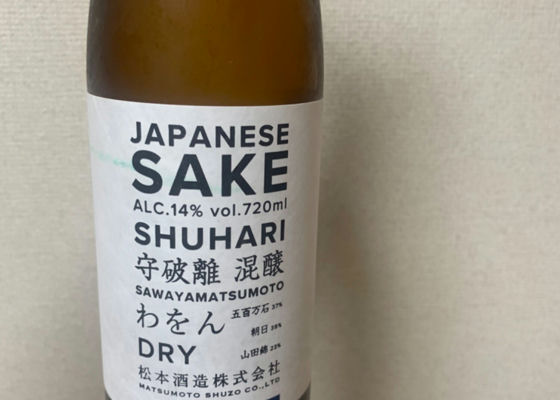 JAPANESE
SAKE
ALC.14% vol.720ml
SHUHARI
守破離 混醸
SAWAYAMATSUMOTO
わをん
五百万石 37%
朝日
山田錦
DRY
松本酒造株式会社
MATSUMOTO SHUZO CO.,LTD